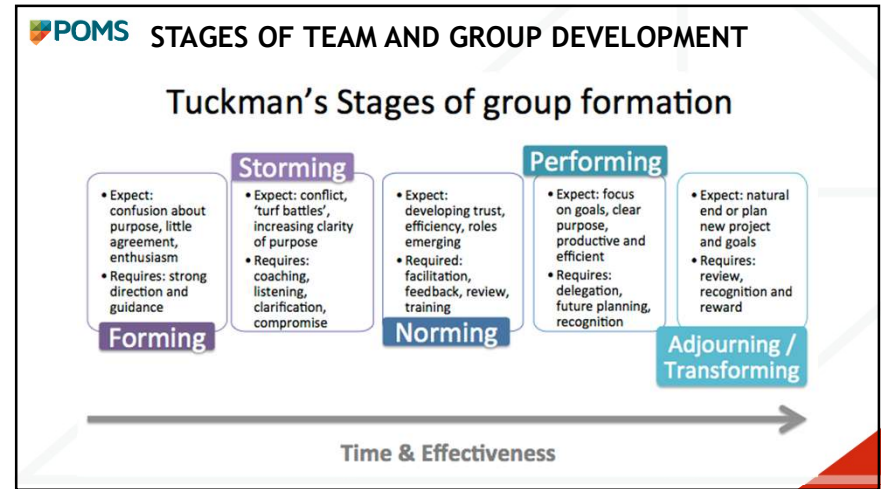 POMS STAGES OF TEAM AND GROUP DEVELOPMENT
Tuckman's Stages of group formation
• Expect:
confusion about
purpose, little
agreement,
enthusiasm
• Requires: strong
direction and
guidance
Forming
Storming
• Expect: conflict,
'turf battles',
increasing clarity
of purpose
• Requires:
coaching,
listening,
clarification,
compromise
• Expect:
developing trust,
efficiency, roles
emerging
• Required:
facilitation,
feedback, review,
training
Norming
Performing
• Expect: focus
on goals, clear
purpose,
productive and
efficient
• Requires:
delegation,
future planning,
recognition
• Expect: natural
end or plan
new project
and goals
• Requires:
review,
recognition and
reward
Adjourning /
Transforming
Time & Effectiveness